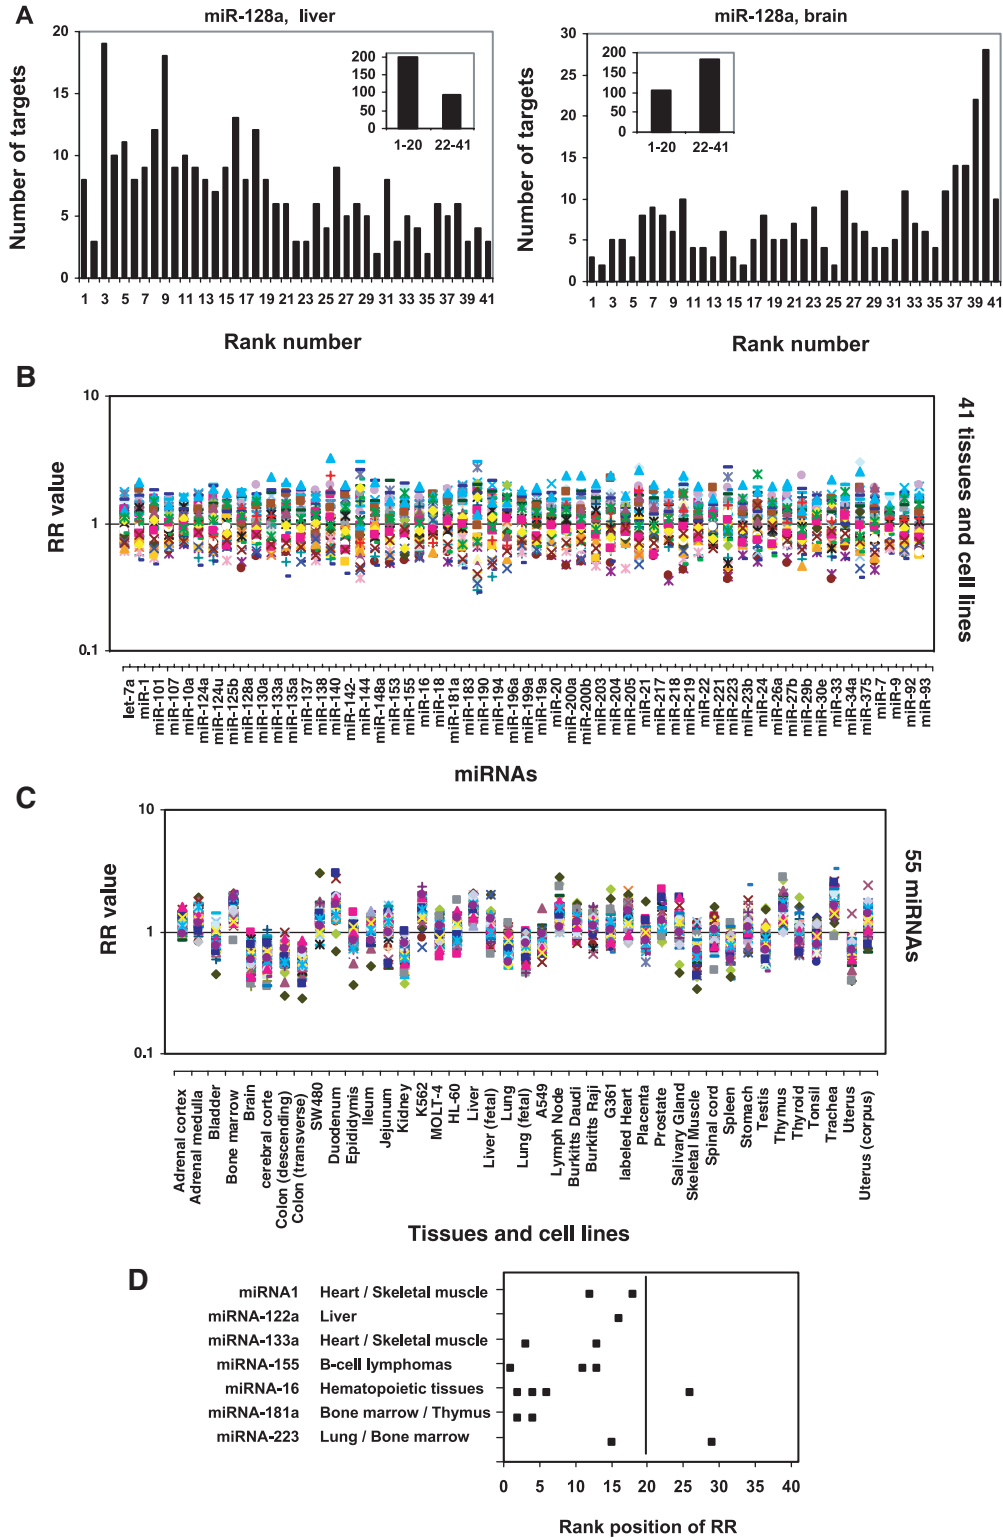 A
miR-128a, liver
Number of targets
20
15
10
5
0
200
150
100
50
0
1-20 22-41
1 3 5 7 9 11 13 15 17 19 21 23 25 27 29 31 33 35 37 39 41
Rank number
miR-128a, brain
Number of targets
30
25
20
15
10
5
0
200
150
100
50
0
1-20 22-41
1 3 5 7 9 11 13 15 17 19 21 23 25 27 29 31 33 35 37 39 41
Rank number
B
RR value
10
1
0.1
41 tissues and cell lines
let-7a
miR-1
miR-101
miR-107
miR-10a
miR-124a
miR-124u
miR-125b
miR-128a
miR-130a
miR-133a
miR-135a
miR-137
miR-138
miR-140
miR-142-
miR-144
miR-148a
miR-153
miR-155
miR-16
miR-18
miR-181a
miR-183
miR-190
miR-194
miR-196a
miR-199a
miR-19a
miR-20
miR-200a
miR-200b
miR-203
miR-204
miR-205
miR-21
miR-217
miR-218
miR-219
miR-22
miR-221
miR-223
miR-23b
miR-24
miR-26a
miR-27b
miR-29b
miR-30e
miR-33
miR-34a
miR-375
miR-7
miR-9
miR-92
miR-93
miRNAs
C
RR value
10
1
0.1
55 miRNAs
Adrenal cortex
Adrenal medulla
Bladder
Bone marrow
Brain
cerebral corte
Colon (descending)
Colon (transverse)
SW480
Duodenum
Epididymis
Ileum
Jejunum
Kidney
K562
MOLT-4
HL-60
Liver
Liver (fetal)
Lung
Lung (fetal)
A549
Lymph Node
Burkitts Daudi
Burkitts Raji
G361
labeled Heart
Placenta
Prostate
Salivary Gland
Skeletal Muscle
Spinal cord
Spleen
Stomach
Testis
Thymus
Thyroid
Tonsil
Trachea
Uterus
Uterus (corpus)
Tissues and cell lines
D
miRNA1 Heart / Skeletal muscle
miRNA-122a Liver
miRNA-133a Heart / Skeletal muscle
miRNA-155 B-cell lymphomas
miRNA-16 Hematopoietic tissues
miRNA-181a Bone marrow / Thymus
miRNA-223 Lung / Bone marrow
0 5 10 15 20 25 30 35 40
Rank position of RR